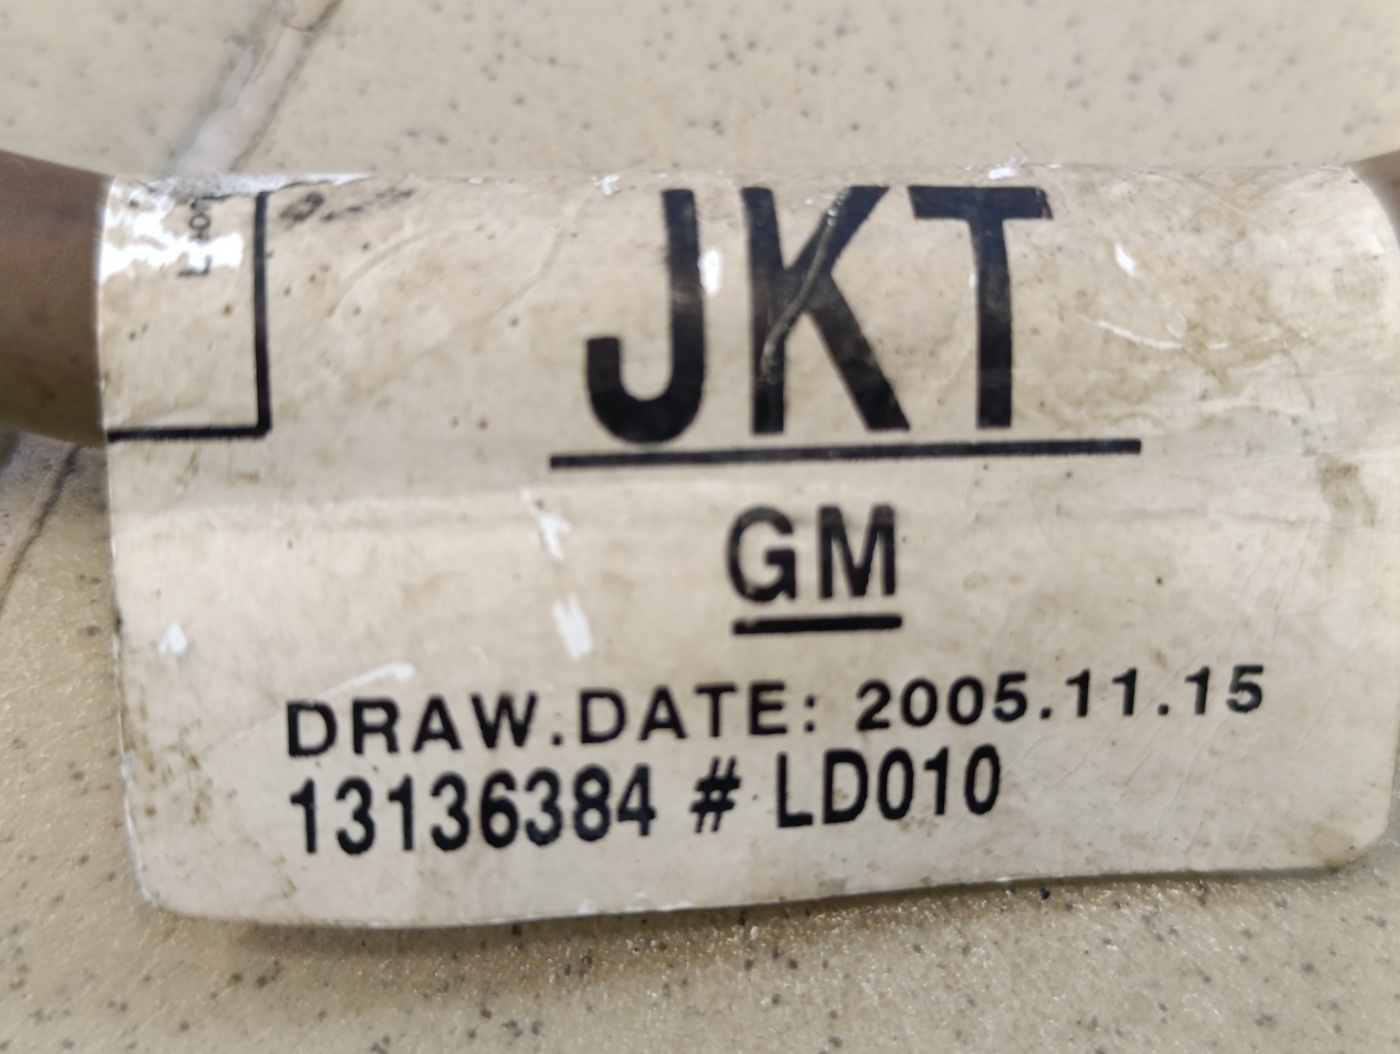 JKT
GM
DRAW.DATE: 2005.11.15
13136384 # LD010